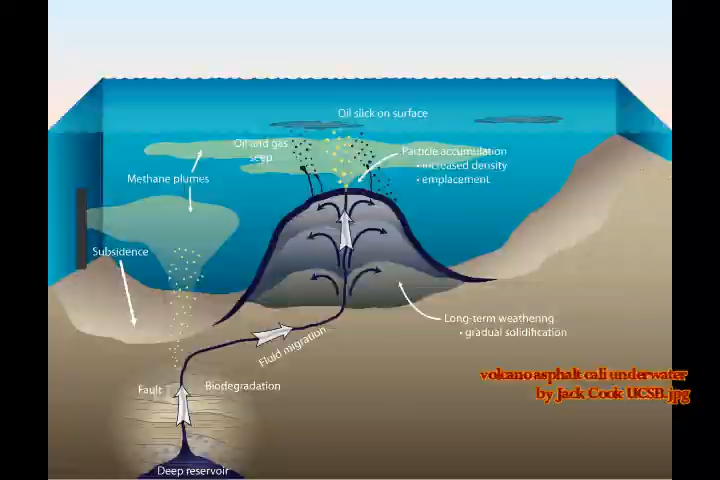 Oil slick on surface
Oil and gas
seep
Particle accumulation
• increased density
• emplacement
Methane plumes
Subsidence
Long-term weathering
• gradual solidification
Fluid migration
volcano asphalt cali underwater
by Jack Cook UCSB.jpg
Fault
Biodegradation
Deep reservoir